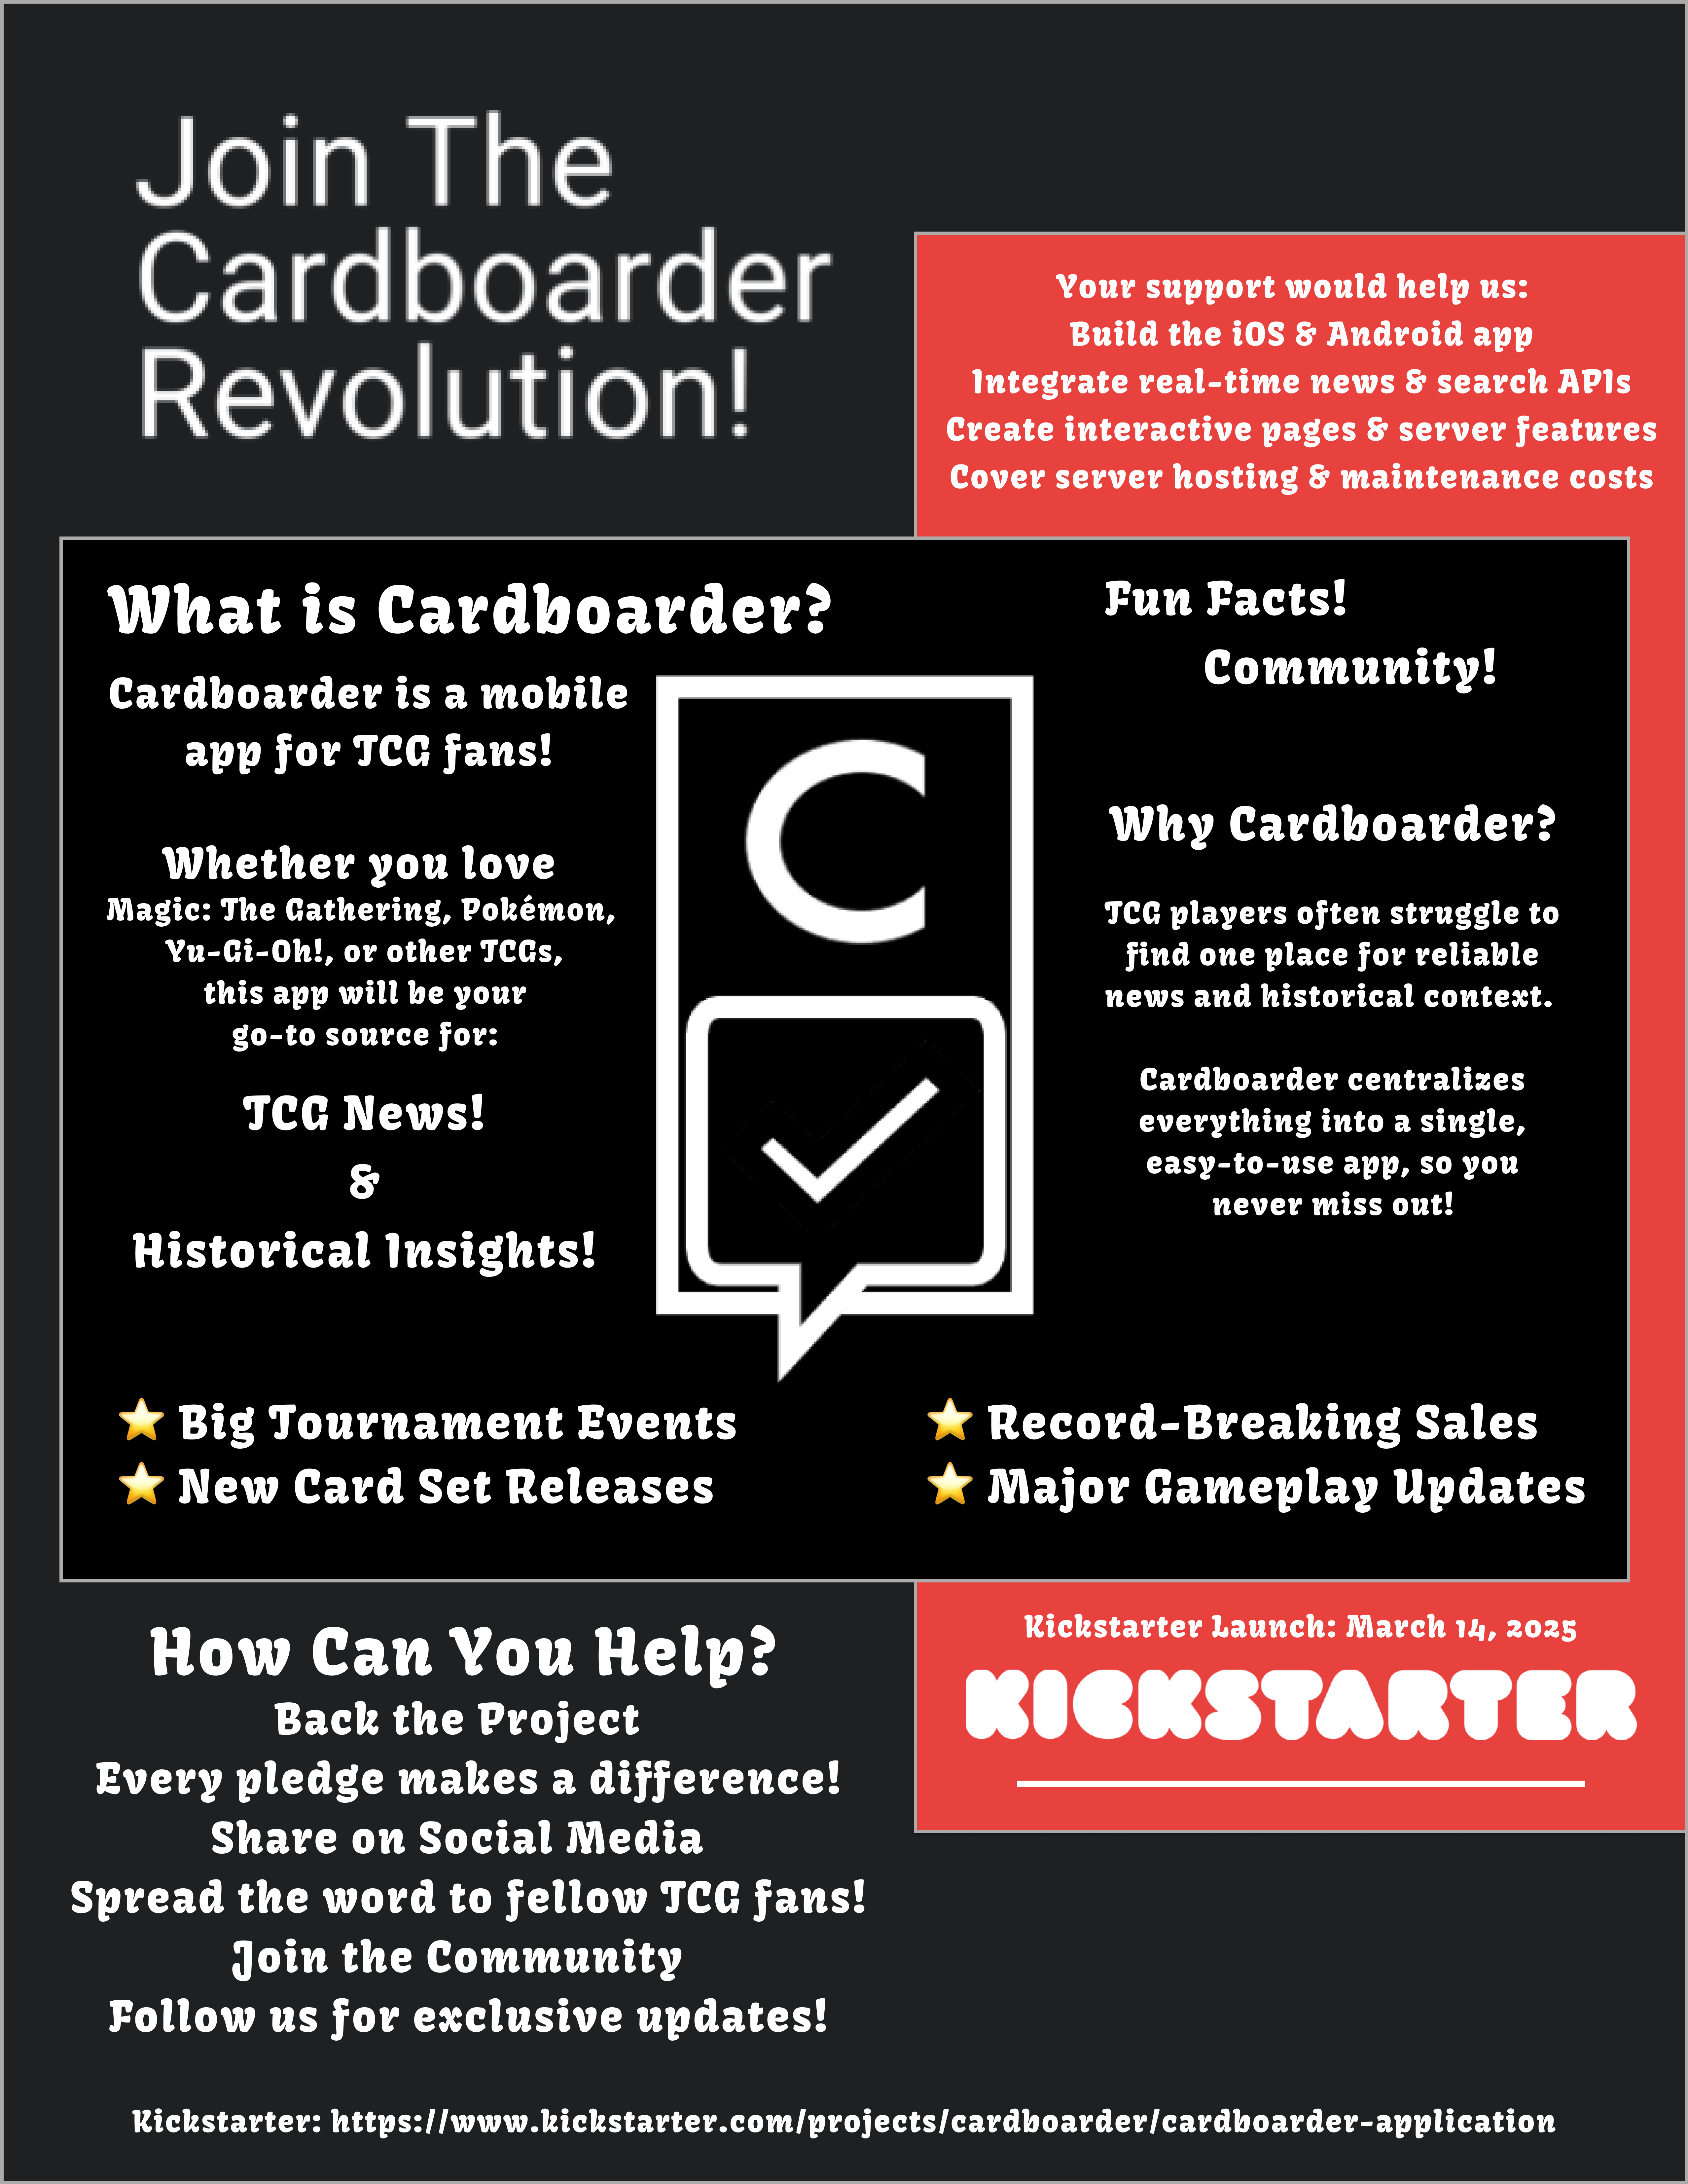 Join The
Cardboarder
Revolution!
Your support would help us:
Build the iOS & Android app
Integrate real-time news & search APIs
Create interactive pages & server features
Cover server hosting & maintenance costs
What is Cardboarder?
Cardboarder is a mobile
app for TCG fans!
Whether you love
Magic: The Gathering, Pokémon,
Yu-Gi-Oh!, or other TCGs,
this app will be your
go-to source for:
TCG News!
&
Historical Insights!
C
Fun Facts!
Community!
Why Cardboarder?
TCG players often struggle to
find one place for reliable
news and historical context.
Cardboarder centralizes
everything into a single,
easy-to-use app, so you
never miss out!
⭐ Big Tournament Events
⭐ New Card Set Releases
⭐ Record-Breaking Sales
⭐ Major Gameplay Updates
How Can You Help?
Back the Project
Every pledge makes a difference!
Share on Social Media
Spread the word to fellow TCG fans!
Join the Community
Follow us for exclusive updates!
Kickstarter Launch: March 14, 2025
KICKSTARTER
Kickstarter: https://www.kickstarter.com/projects/cardboarder/cardboarder-application